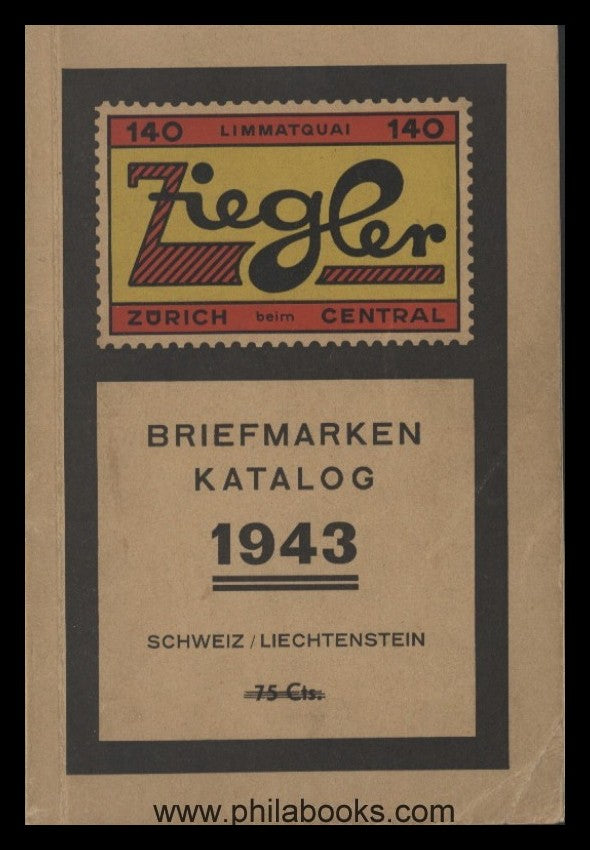 140 LIMMATQUAI 140
Ziegler
ZÜRICH beim CENTRAL
BRIEFMARKEN
KATALOG
1943
SCHWEIZ / LIECHTENSTEIN
75 Cts.
www.philabooks.com